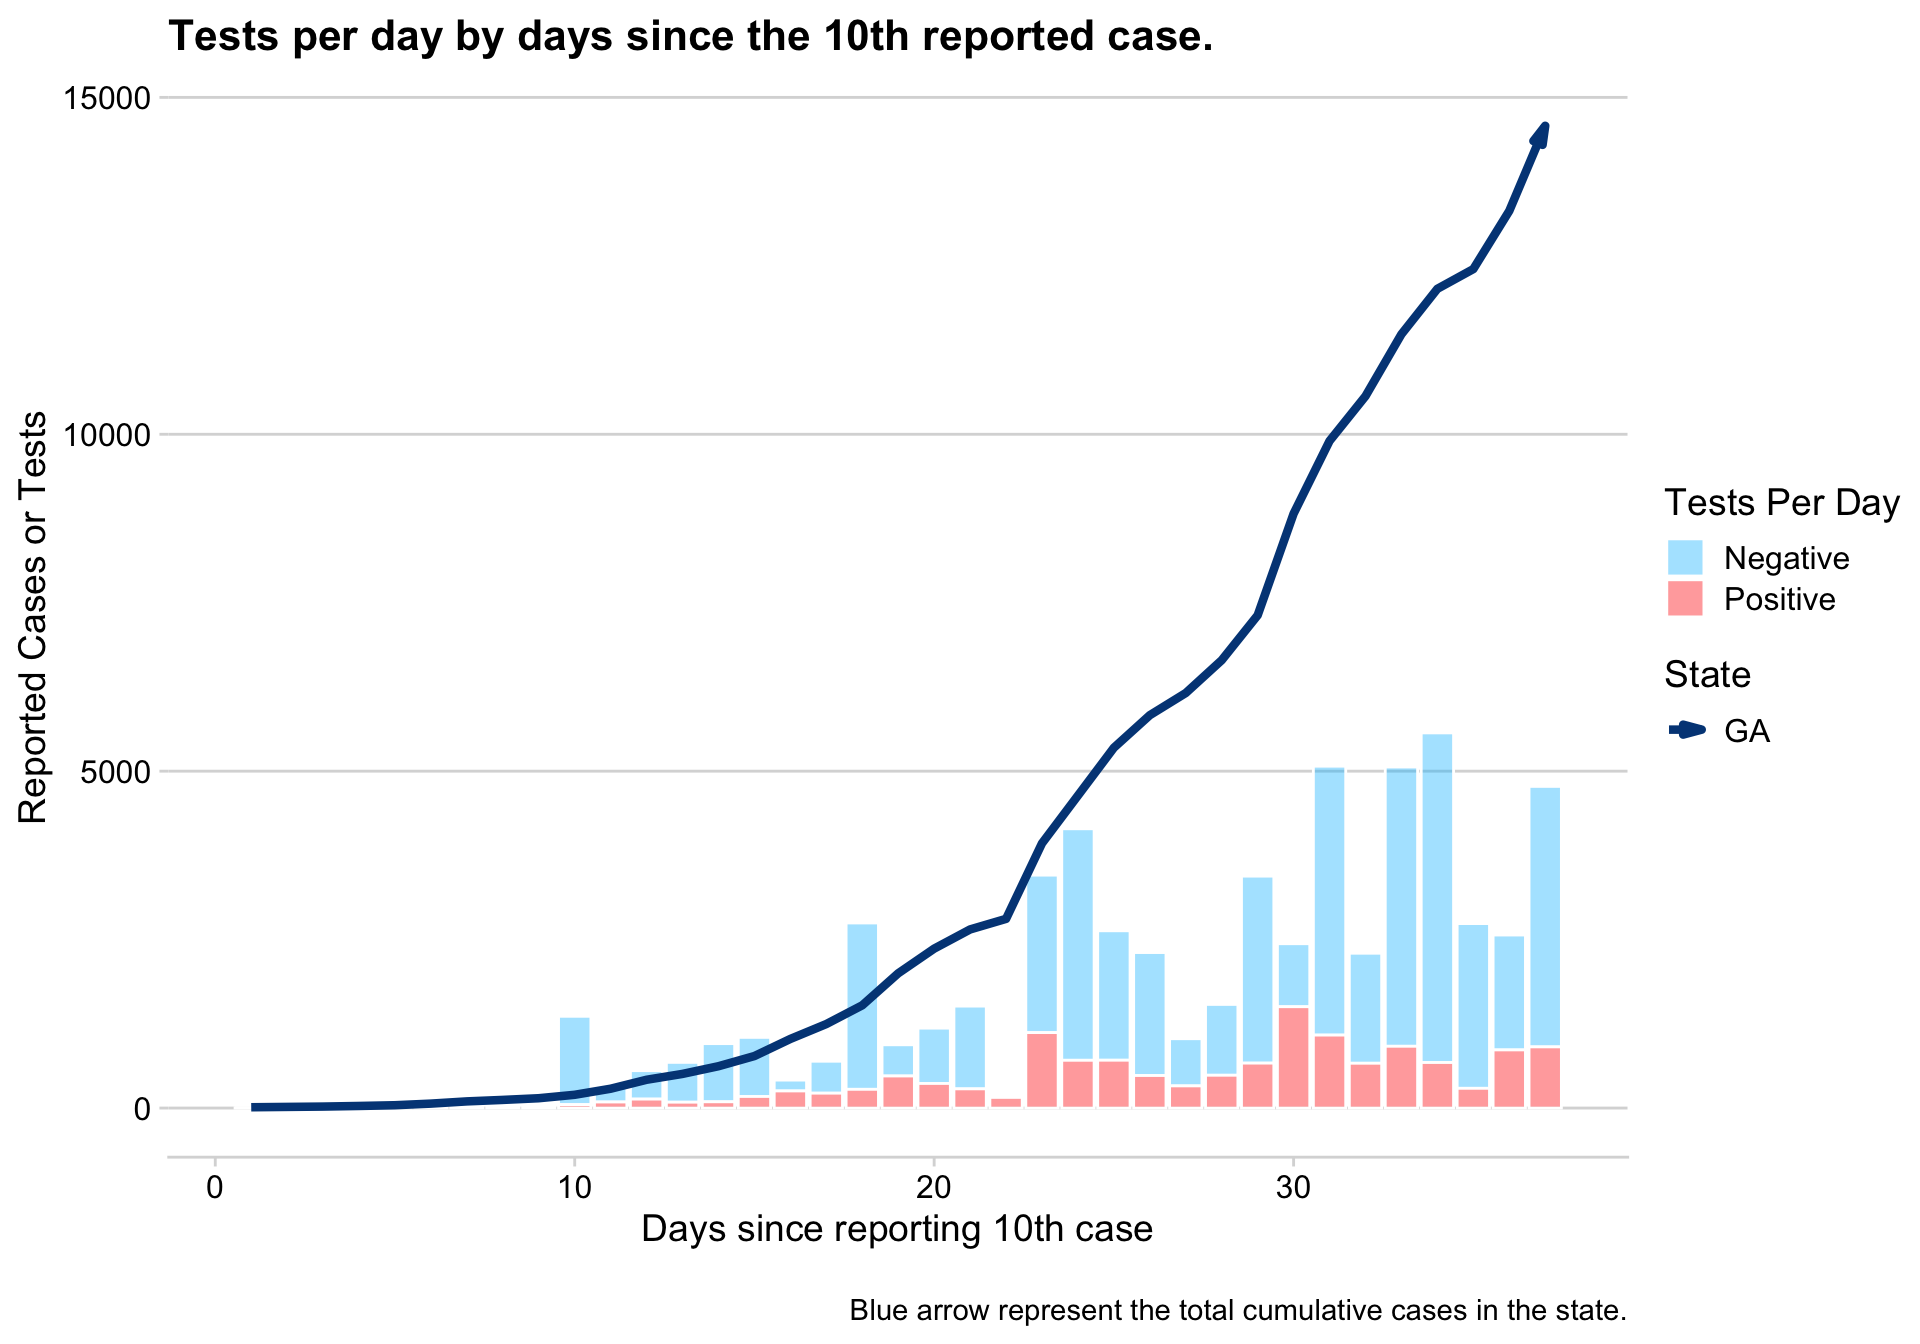 Tests per day by days since the 10th reported case.
15000
10000
5000
0
Reported Cases or Tests
0 10 20 30
Days since reporting 10th case
Tests Per Day
Negative
Positive
State
GA
Blue arrow represent the total cumulative cases in the state.